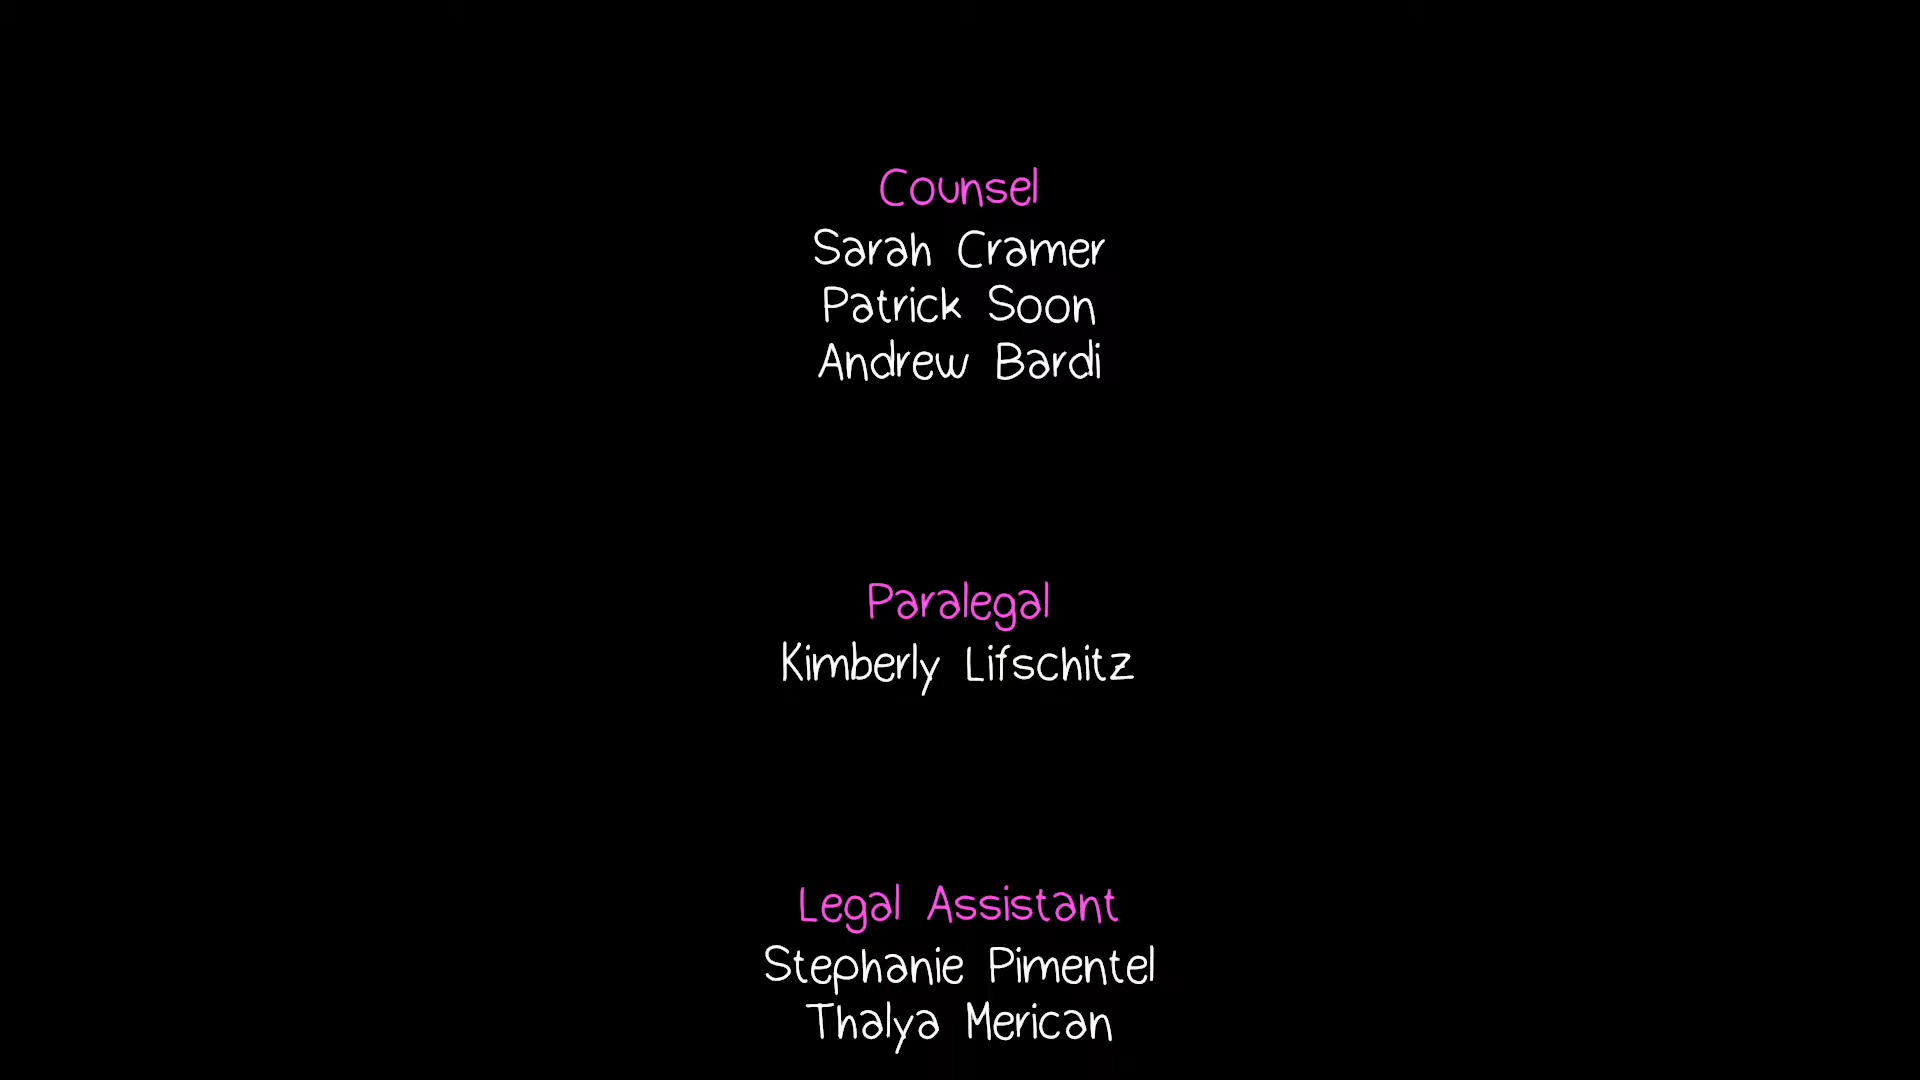 Counsel
Sarah Cramer
Patrick Soon
Andrew Bardi
Paralegal
Kimberly Lifschitz
Legal Assistant
Stephanie Pimentel
Thalya Merican